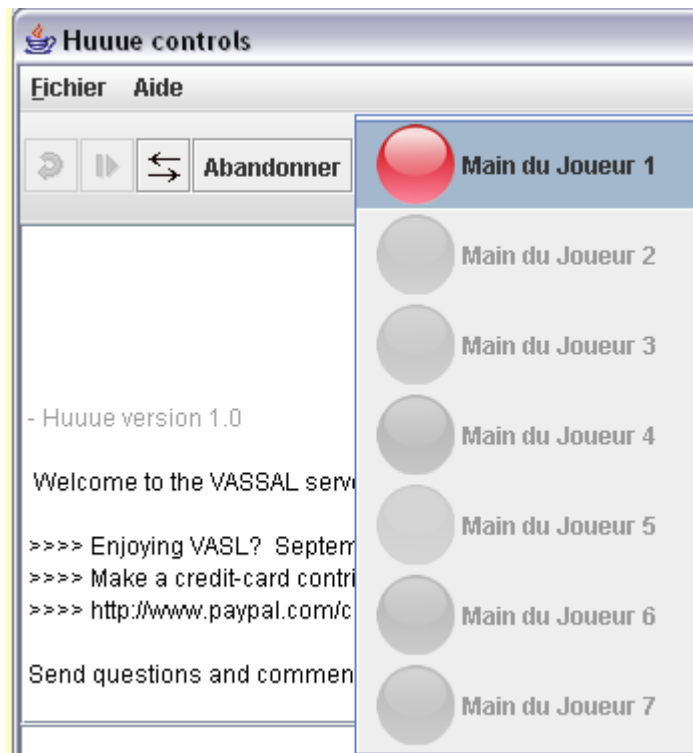 Huuue controls
Fichier Aide
Abandonner
Main du Joueur 1
Main du Joueur 2
Main du Joueur 3
Main du Joueur 4
Main du Joueur 5
Main du Joueur 6
Main du Joueur 7
- Huuue version 1.0
Welcome to the VASSAL serv
>>>> Enjoying VASL? Septem
>>>> Make a credit-card contri
>>>> http://www.paypal.com/c
Send questions and commen